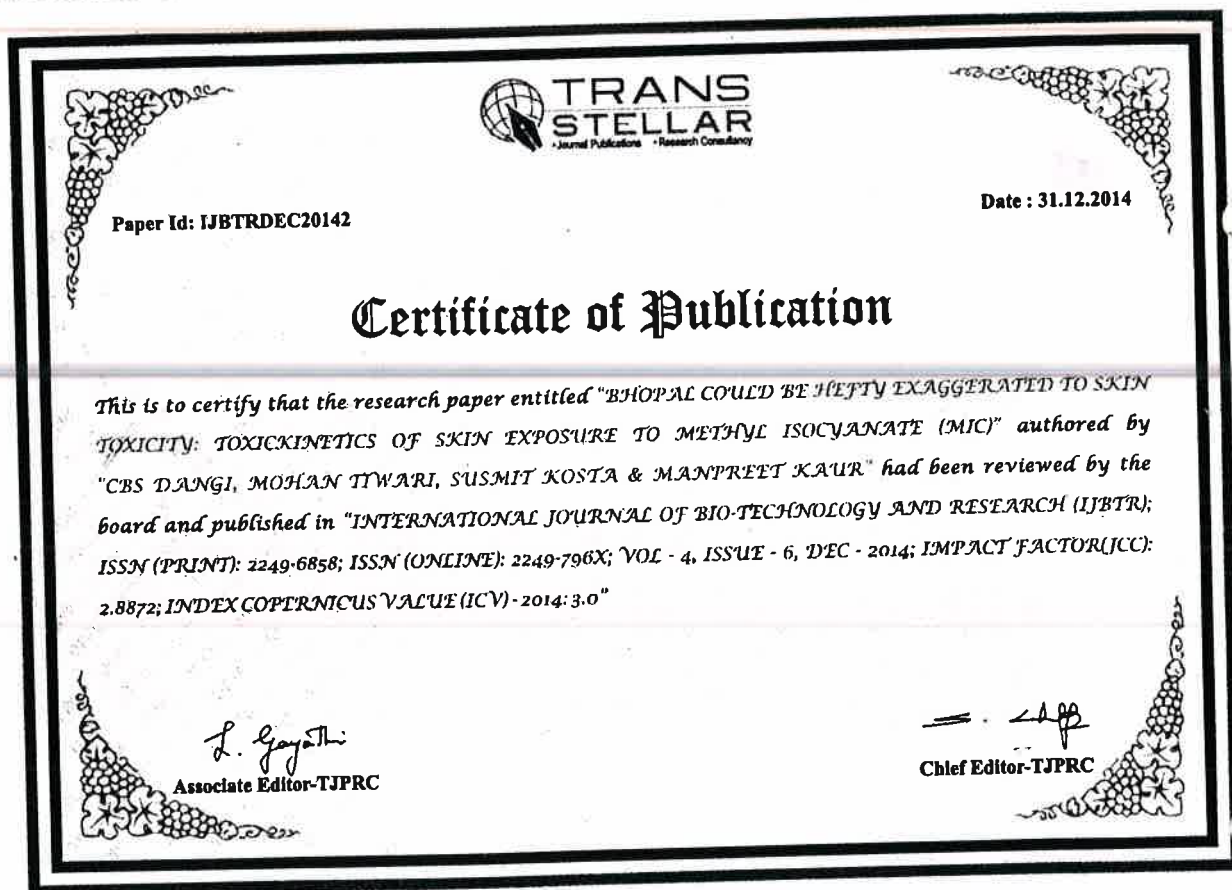 TRANS
STELLAR
•Journal Publications •Research Consultancy
Paper Id: IJBTRDEC20142
Date : 31.12.2014
Certificate of Publication
This is to certify that the research paper entitled "BHOPAL COULD BE HEFTY EXAGGERATED TO SKIN
TOXICITY: TOXICKINETICS OF SKIN EXPOSURE TO METHYL ISOCYANATE (MIC)" authored by
"CBS DANGI, MOHAN TIWARI, SUSMIT KOSTA & MANPREET KAUR" had been reviewed by the
board and published in "INTERNATIONAL JOURNAL OF BIO-TECHNOLOGY AND RESEARCH (IJBTR);
ISSN (PRINT): 2249-6858; ISSN (ONLINE): 2249-796X; VOL - 4, ISSUE - 6, DEC - 2014; IMPACT FACTOR(JCC):
2.8872; INDEX COPERNICUS VALUE (ICV) - 2014: 3.0"
L. Gayathri
Associate Editor-TJPRC
Chief Editor-TJPRC